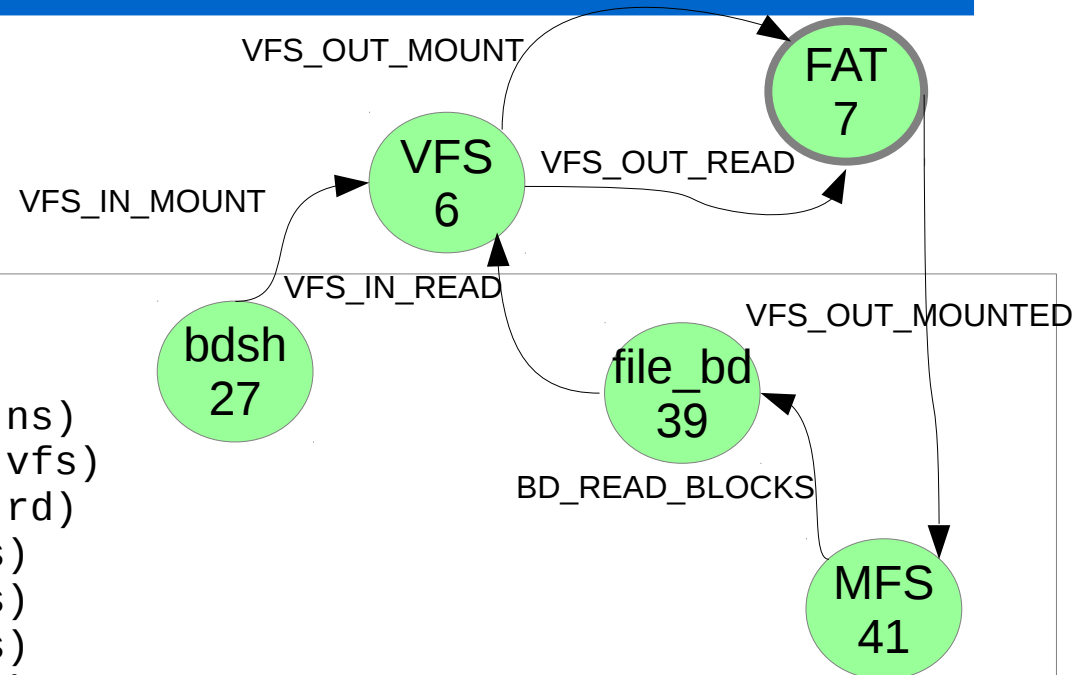 VFS_OUT_MOUNT
FAT
7
VFS
6
VFS_OUT_READ
VFS_IN_MOUNT
VFS_IN_READ
VFS_OUT_MOUNTED
bdsh
27
file_bd
39
ns)
vfs)
rd)
s)
s)
s)
BD_READ_BLOCKS
MFS
41